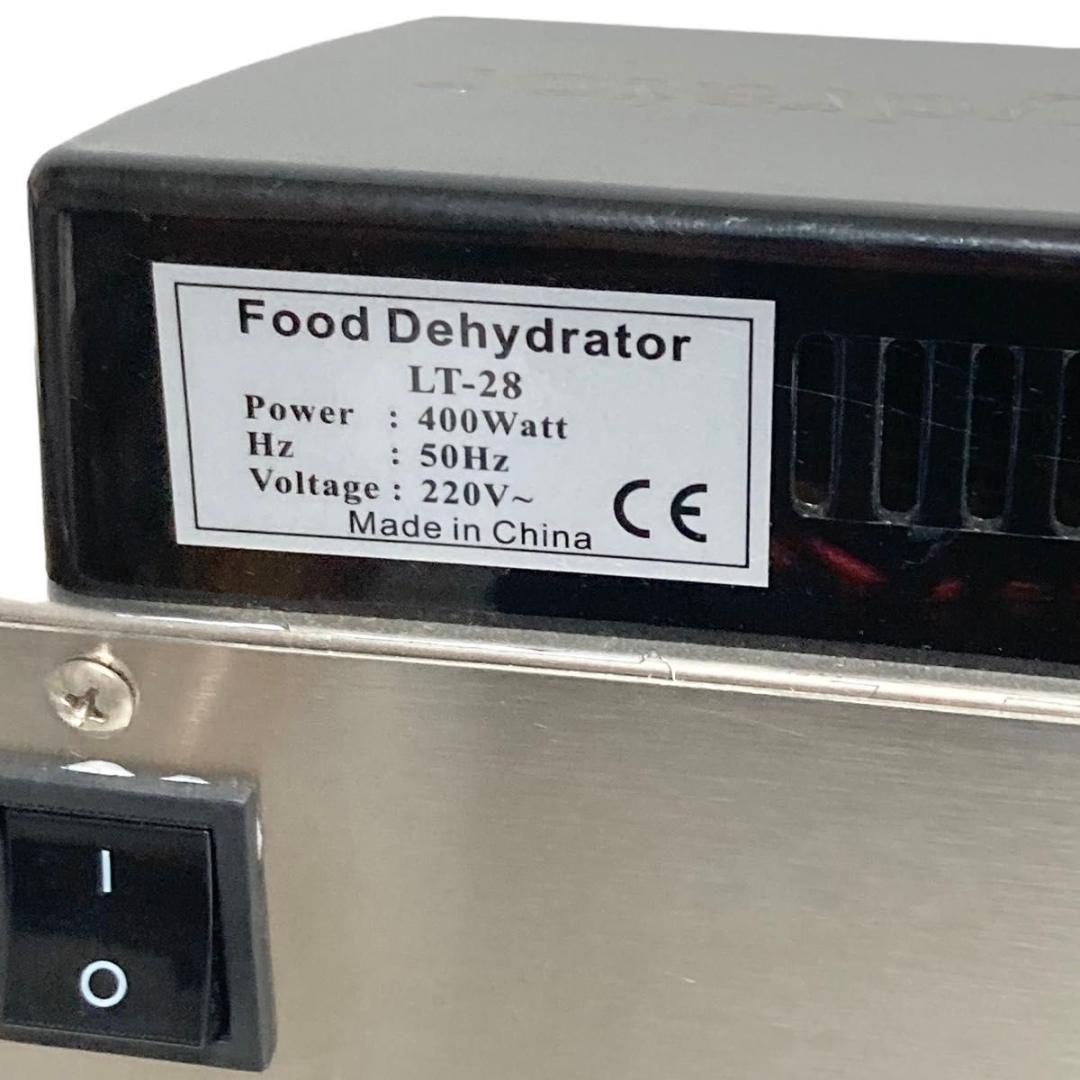 Food Dehydrator
LT-28
Power : 400Watt
Hz : 50Hz
Voltage : 220V~
Made in China
CE
I
O